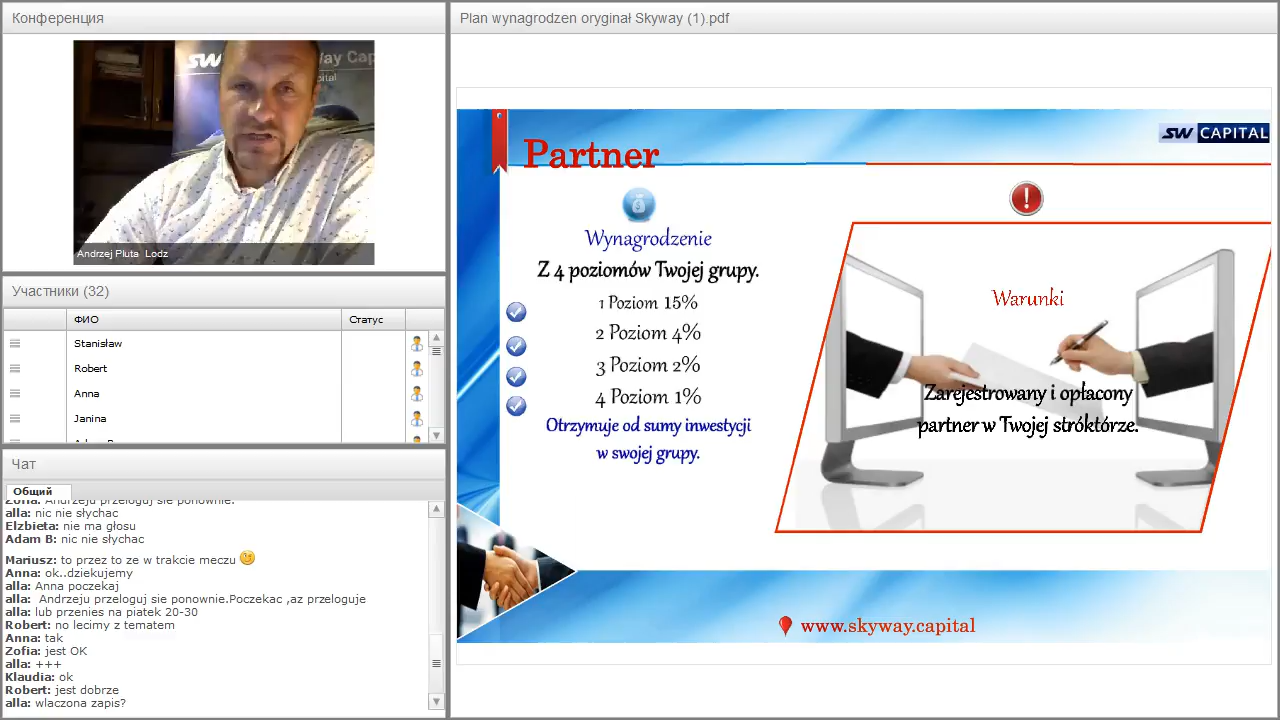 Конференция
Way Cap
sw
pital
Andrzej Pluta Lodz
Участники (32)
ФИО
Статус
Stanisław
Robert
Anna
Janina
Чат
Общий
Zofia: Andrzeju przeloguj sie ponownie.
alla: nic nie słychac
Elzbieta: nie ma głosu
Adam B: nic nie słychac
Mariusz: to przez to ze w trakcie meczu
Anna: ok..dziekujemy
alla: Anna poczekaj
alla: Andrzeju przeloguj sie ponownie.Poczekac ,az przeloguje
alla: lub przenies na piatek 20-30
Robert: no lecimy z tematem
Anna: tak
Zofia: jest OK
alla: +++
Klaudia: ok
Robert: jest dobrze
alla: wlaczona zapis?
Plan wynagrodzen oryginał Skyway (1).pdf
SW CAPITAL
Partner
Wynagrodzenie
Z 4 poziomów Twojej grupy.
1 Poziom 15%
2 Poziom 4%
3 Poziom 2%
4 Poziom 1%
Otrzymuje od sumy inwestycji
w swojej grupy.
!
Warunki
Zarejestrowany i opłacony
partner w Twojej stróktórze.
www.skyway.capital